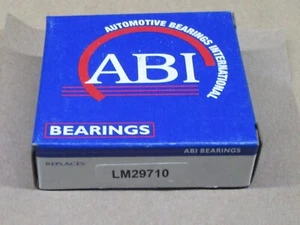 AUTOMOTIVE BEARINGS INTERNATIONAL
ABI
BEARINGS
ABI BEARINGS
REPLACES
LM29710